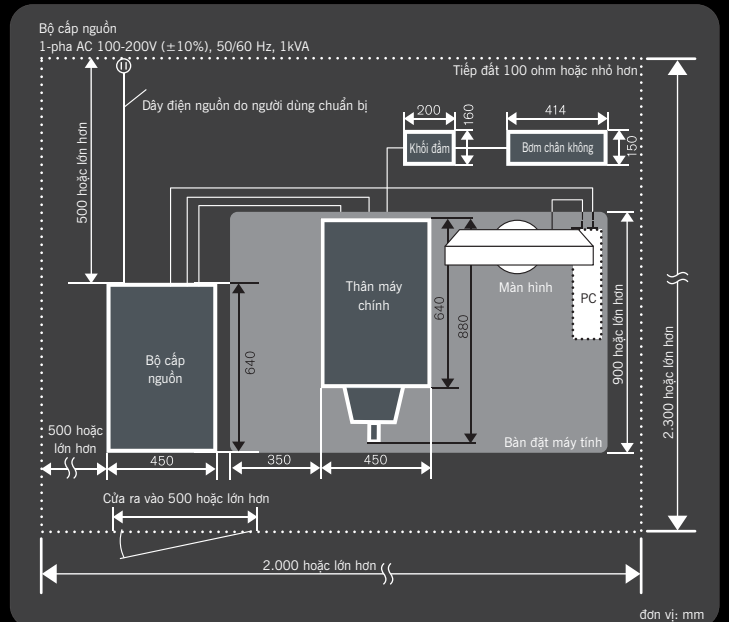 Bộ cấp nguồn
1-pha AC 100-200V (±10%), 50/60 Hz, 1kVA
Tiếp đất 100 ohm hoặc nhỏ hơn
Dây điện nguồn do người dùng chuẩn bị
200
160
414
150
Khối đầm
Bơm chân không
500 hoặc lớn hơn
Thân máy
chính
Màn hình
PC
640
880
900 hoặc lớn hơn
2.300 hoặc lớn hơn
Bộ cấp
nguồn
640
500 hoặc
lớn hơn
450
350
450
Bàn đặt máy tính
Cửa ra vào 500 hoặc lớn hơn
2.000 hoặc lớn hơn
đơn vị: mm